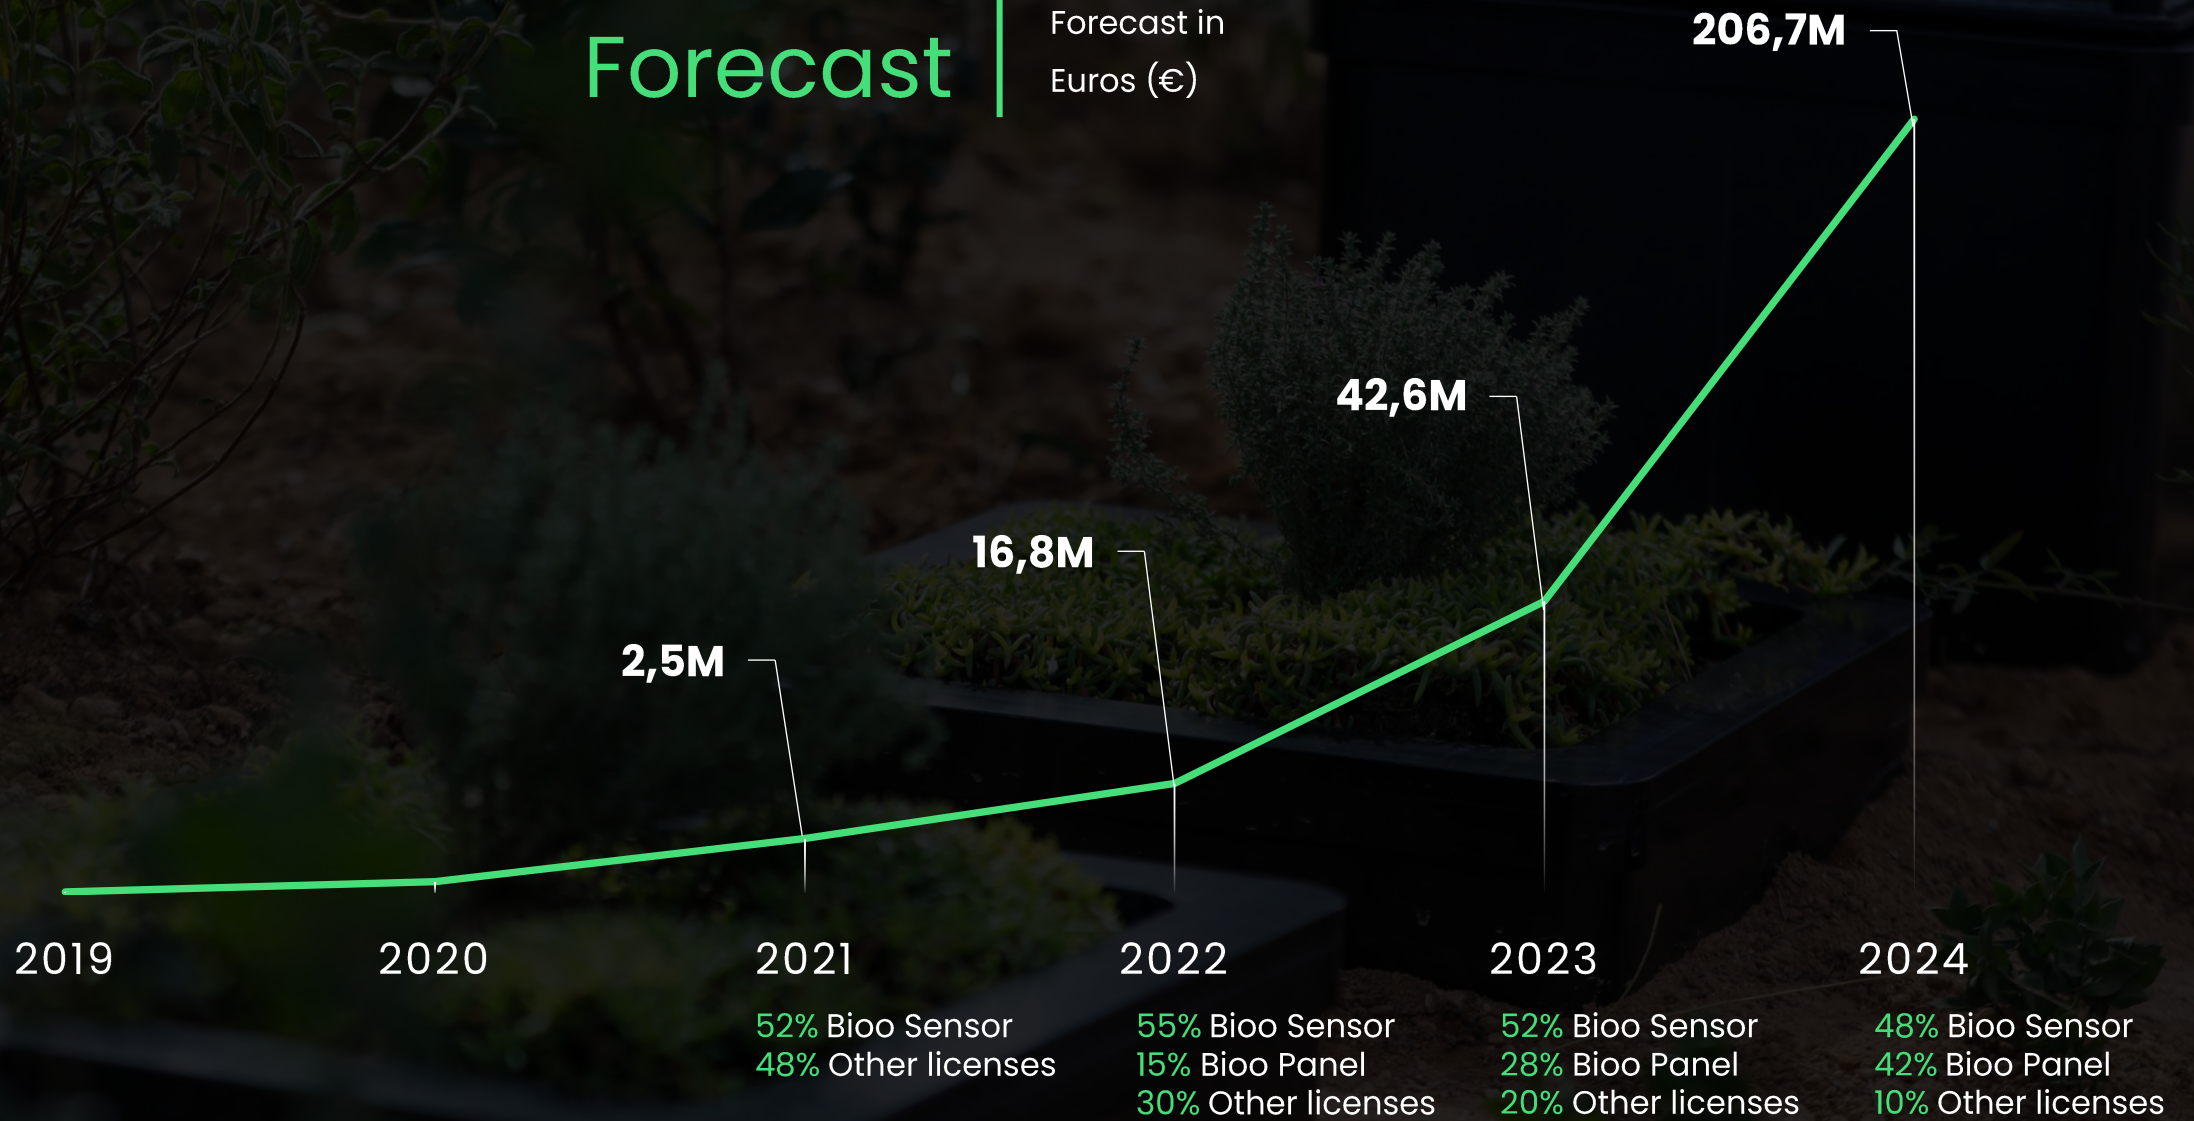 Forecast
Forecast in
Euros (€)
206,7M
42,6M
16,8M
2,5M
2019 2020 2021 2022 2023 2024
52% Bioo Sensor
48% Other licenses
55% Bioo Sensor
15% Bioo Panel
30% Other licenses
52% Bioo Sensor
28% Bioo Panel
20% Other licenses
48% Bioo Sensor
42% Bioo Panel
10% Other licenses